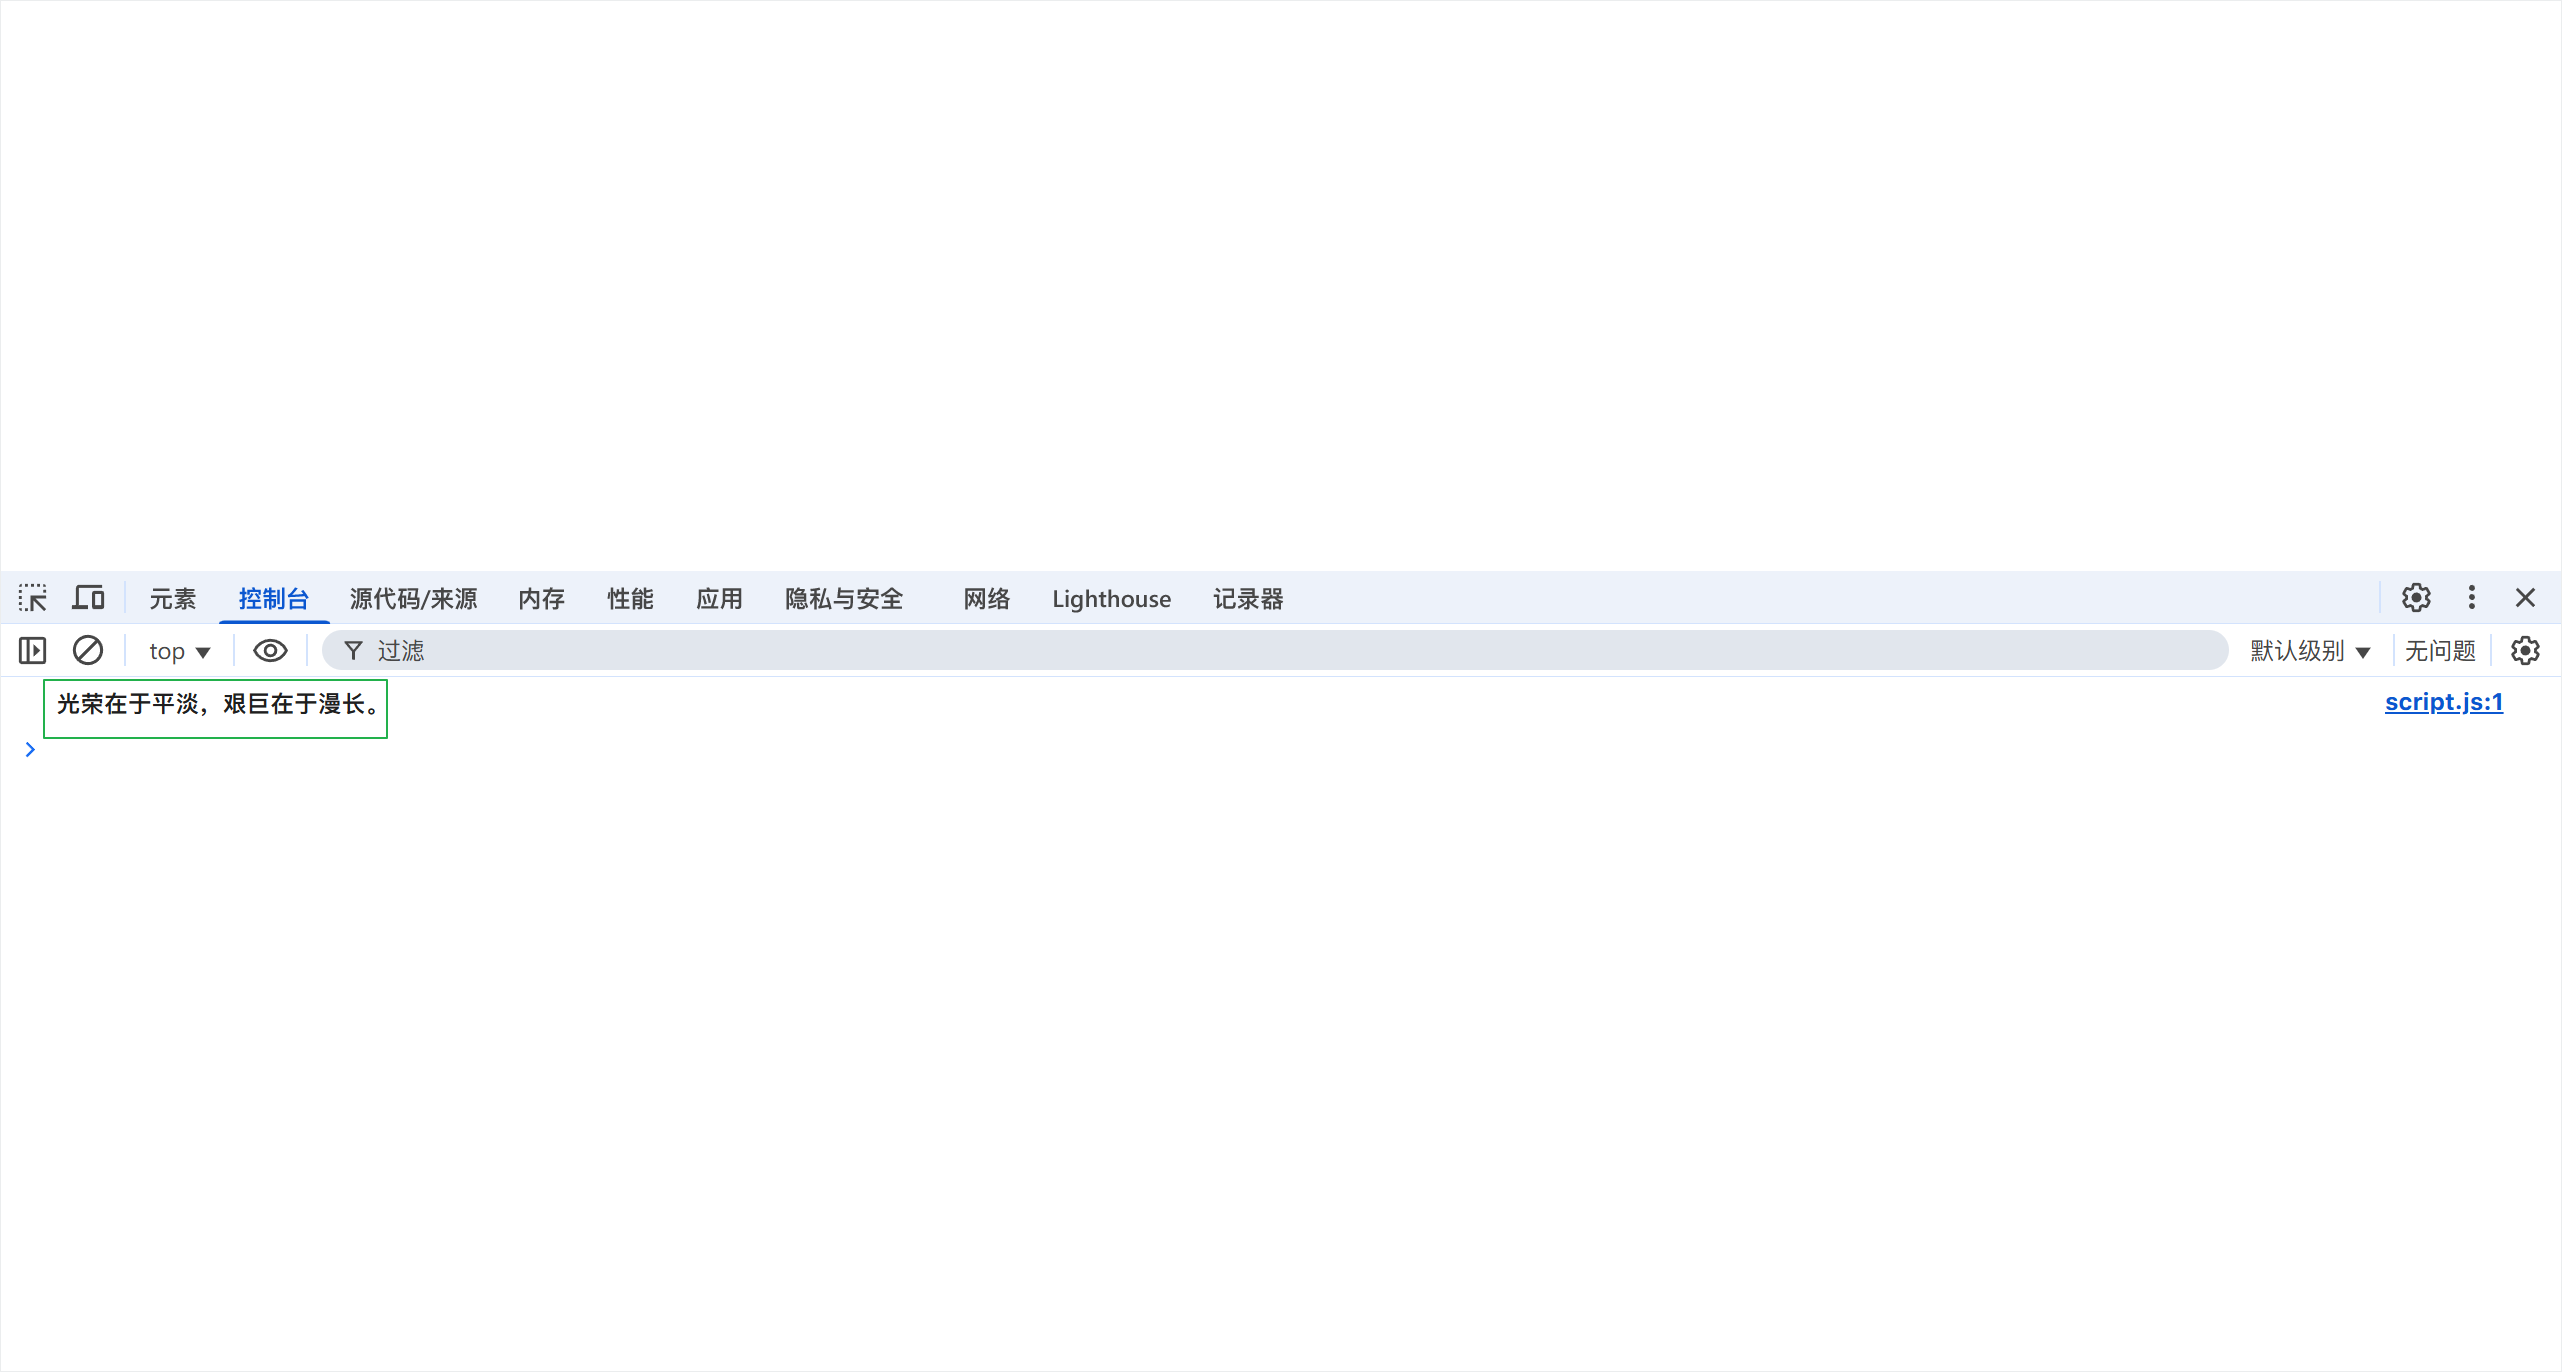 元素 控制台 源代码/来源 内存 性能 应用 隐私与安全 网络 Lighthouse 记录器
top 过滤 默认级别 无问题
光荣在于平淡，艰巨在于漫长。 script.js:1